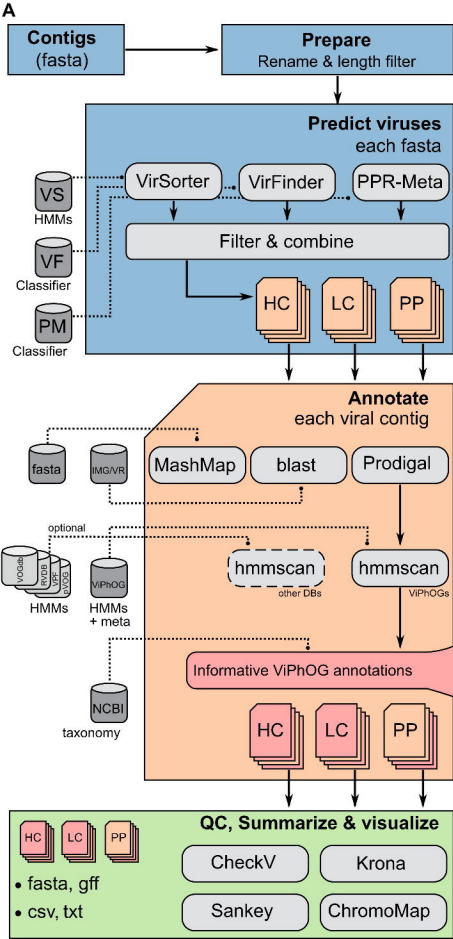 A
Contigs
(fasta)
Prepare
Rename & length filter
Predict viruses
each fasta
VS
HMMs
VirSorter
VirFinder
PPR-Meta
VF
Classifier
Filter & combine
PM
Classifier
HC
LC
PP
Annotate
each viral contig
fasta
IMG/VR
MashMap
blast
Prodigal
optional
VOGdb
RVDB
VPF
pVOG
HMMs
ViPhOG
HMMs
+ meta
hmmscan
other DBs
hmmscan
ViPhOGs
Informative ViPhOG annotations
NCBI
taxonomy
HC
LC
PP
QC, Summarize & visualize
HC
LC
PP
• fasta, gff
• csv, txt
CheckV
Krona
Sankey
ChromoMap